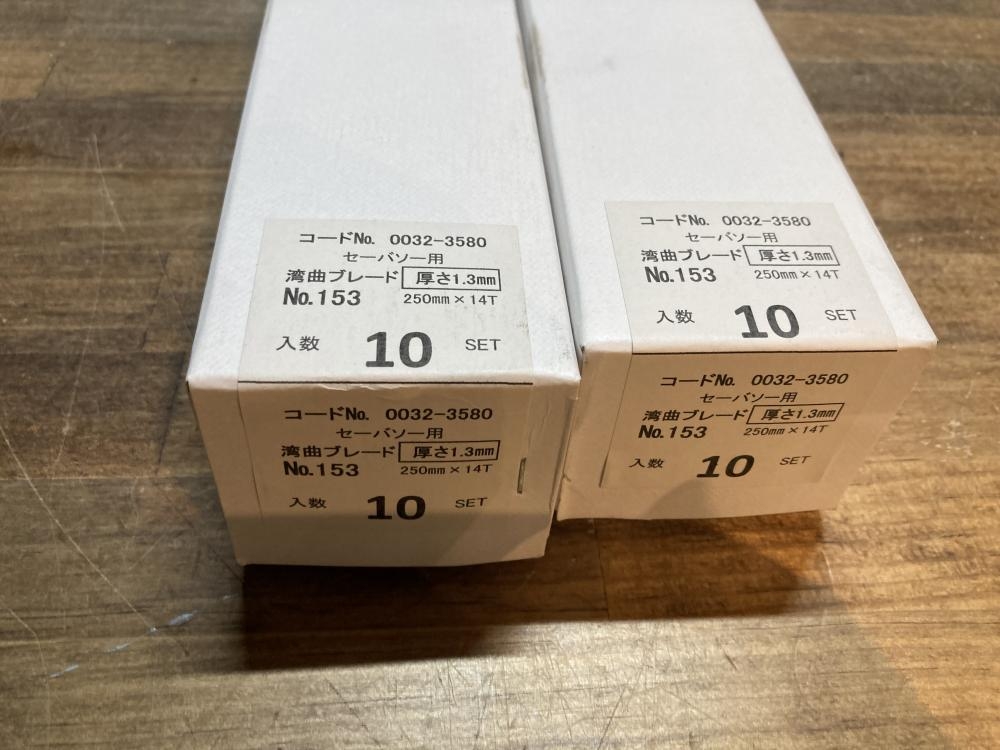 コードNo. 0032-3580
セーバソー用
湾曲ブレード 厚さ1.3mm
No.153 250mm×14T
入数 10 SET
コードNo. 0032-3580
セーバソー用
湾曲ブレード 厚さ1.3mm
No.153 250mm×14T
入数 10 SET
コードNo. 0032-3580
セーバソー用
湾曲ブレード 厚さ1.3mm
No.153 250mm×14T
入数 10 SET
コードNo. 0032-3580
セーバソー用
湾曲ブレード 厚さ1.3mm
No.153 250mm×14T
入数 10 SET